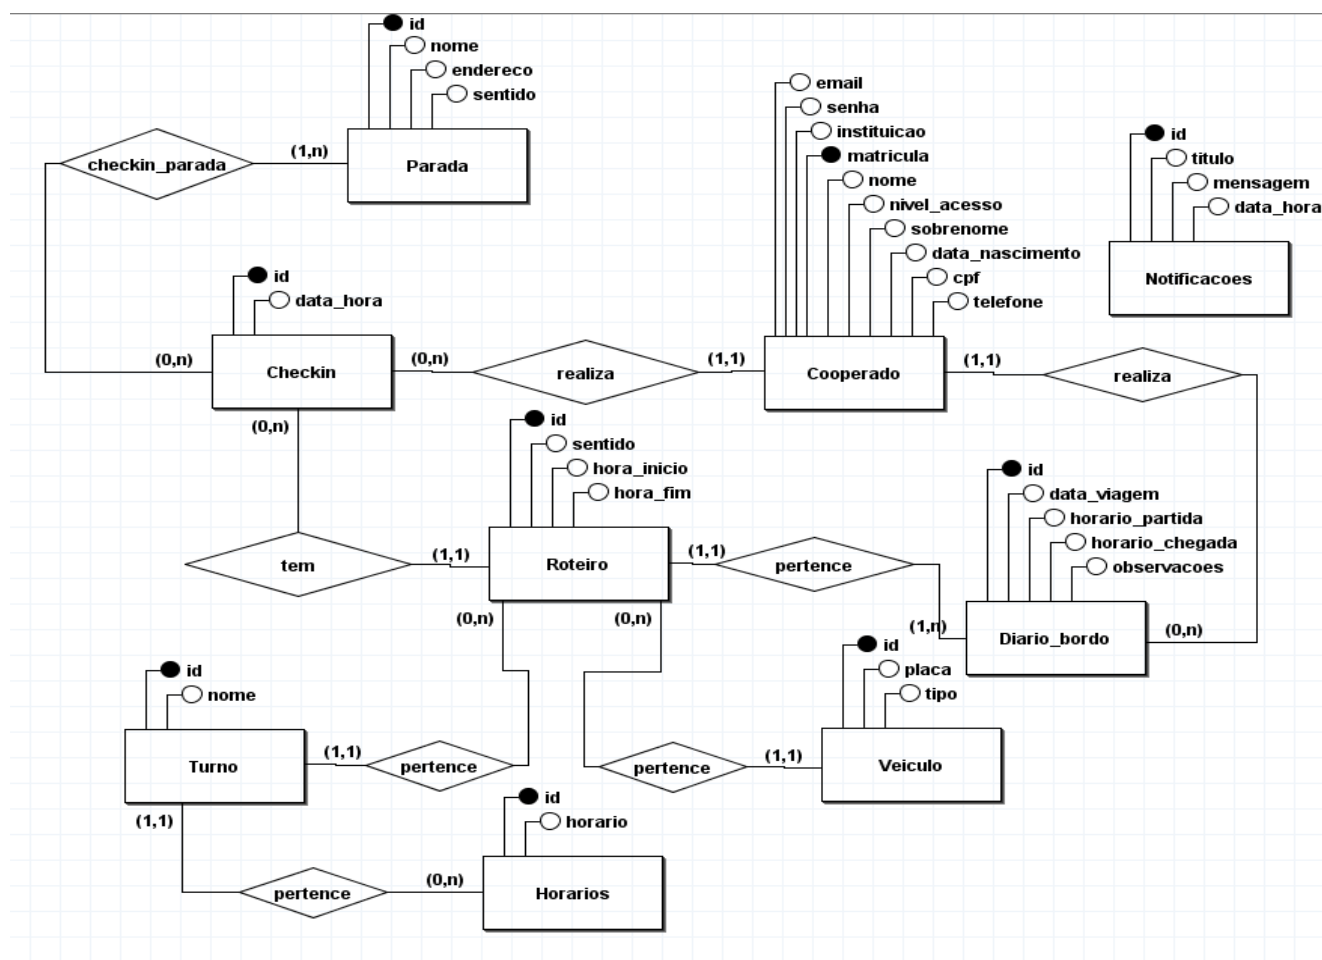 id
nome
endereco
sentido
checkin_parada
(1,n)
Parada
email
senha
instituicao
matricula
nome
nivel_acesso
sobrenome
data_nascimento
cpf
telefone
id
titulo
mensagem
data_hora
Notificacoes
id
data_hora
(0,n)
Checkin
(0,n)
realiza
(1,1)
Cooperado
(1,1)
realiza
(0,n)
id
sentido
hora_inicio
hora_fim
tem
(1,1)
Roteiro
(1,1)
pertence
id
data_viagem
horario_partida
horario_chegada
observacoes
(1,n)
Diario_bordo
(0,n)
(0,n)
(0,n)
id
nome
id
placa
tipo
Turno
(1,1)
pertence
pertence
(1,1)
Veiculo
(1,1)
id
horario
pertence
(0,n)
Horarios